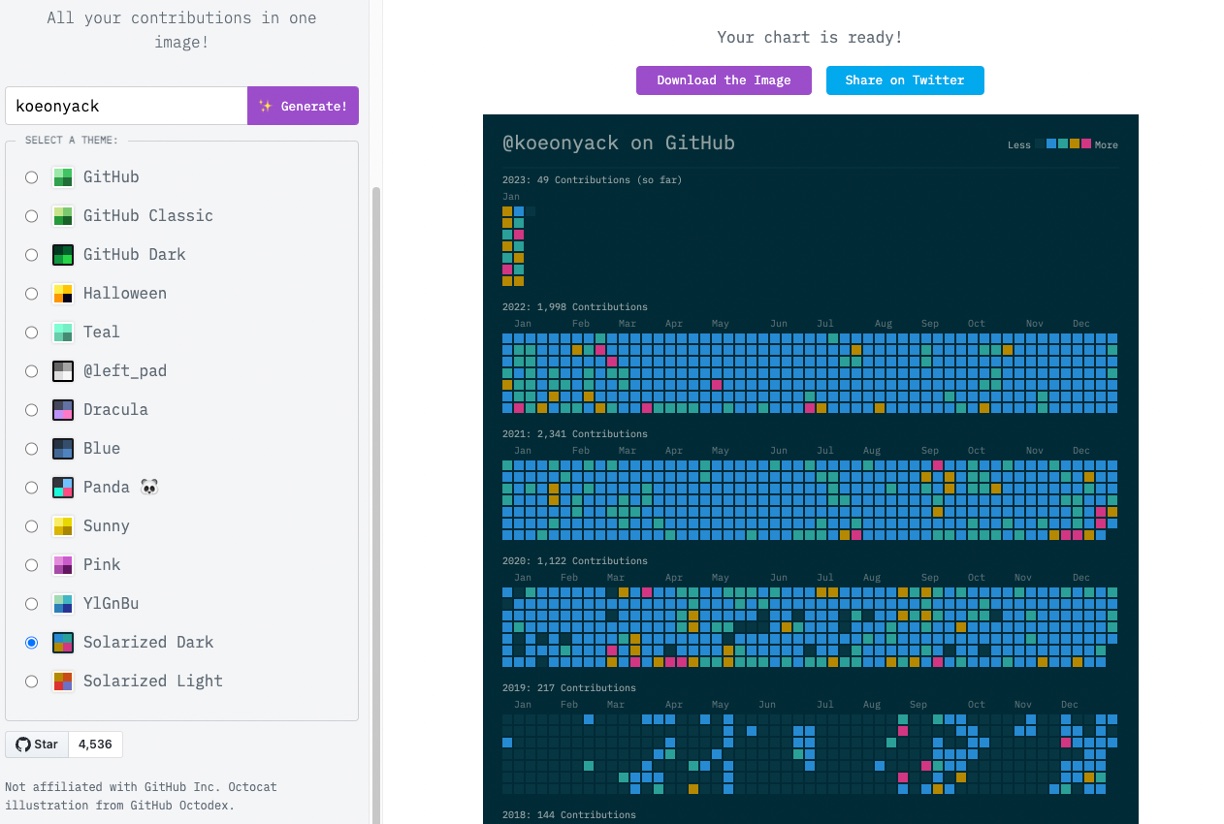 All your contributions in one
image!
koeonyack
✨ Generate!
SELECT A THEME:
GitHub
GitHub Classic
GitHub Dark
Halloween
Teal
@left_pad
Dracula
Blue
Panda 🐼
Sunny
Pink
YlGnBu
Solarized Dark
Solarized Light
Star 4,536
Not affiliated with GitHub Inc. Octocat
illustration from GitHub Octodex.
Your chart is ready!
Download the Image
Share on Twitter
@koeonyack on GitHub
Less More
2023: 49 Contributions (so far)
Jan
2022: 1,998 Contributions
Jan Feb Mar Apr May Jun Jul Aug Sep Oct Nov Dec
2021: 2,341 Contributions
Jan Feb Mar Apr May Jun Jul Aug Sep Oct Nov Dec
2020: 1,122 Contributions
Jan Feb Mar Apr May Jun Jul Aug Sep Oct Nov Dec
2019: 217 Contributions
Jan Feb Mar Apr May Jun Jul Aug Sep Oct Nov Dec
2018: 144 Contributions